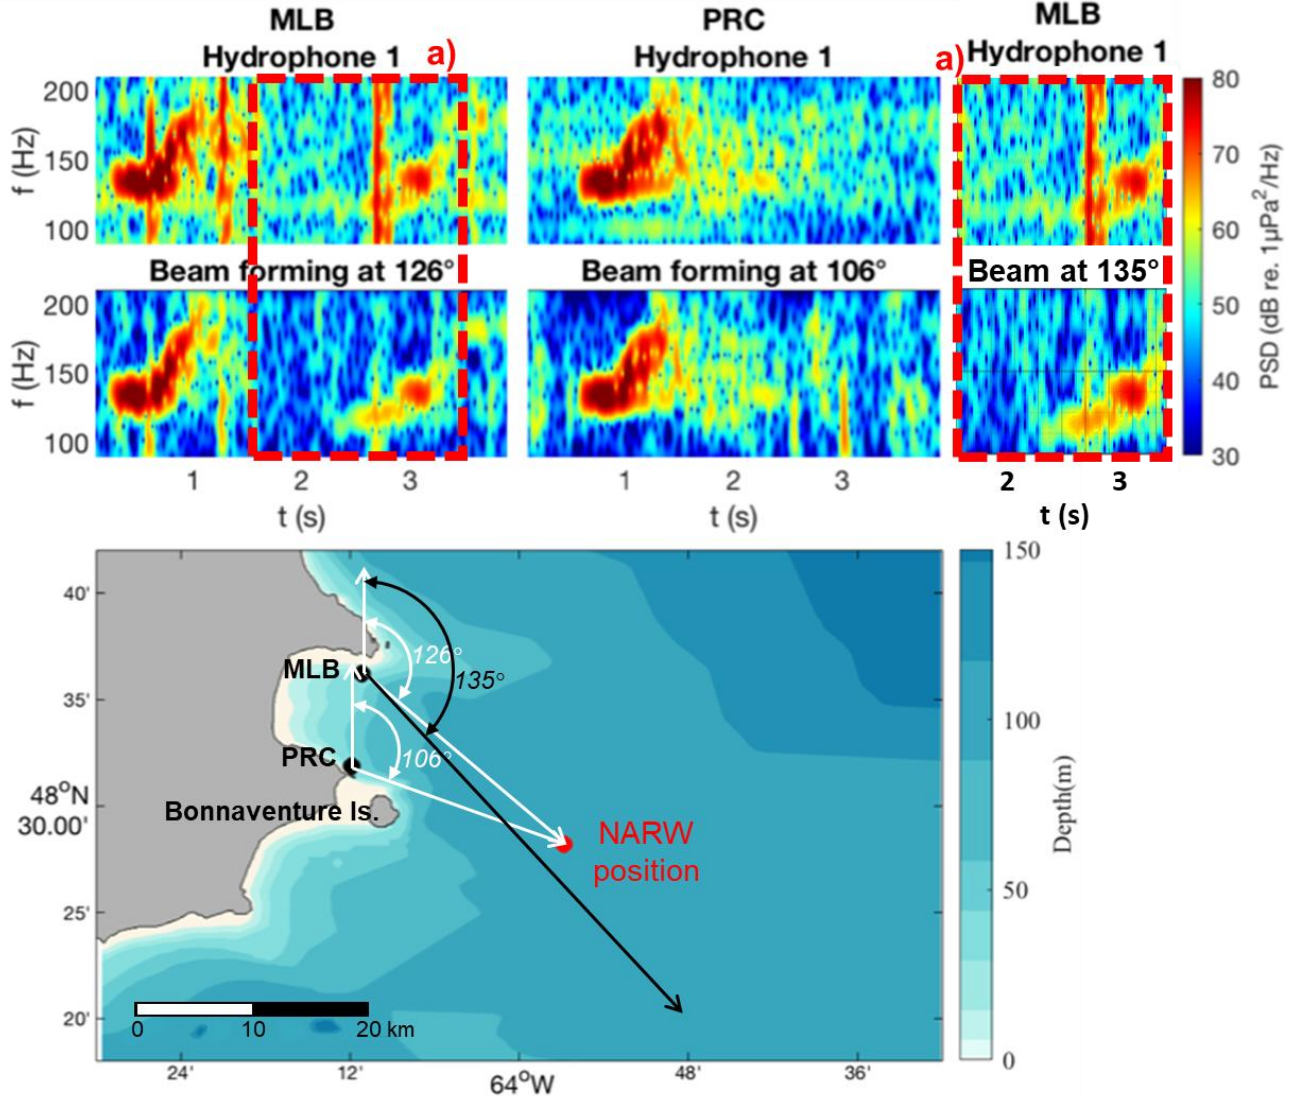 MLB
Hydrophone 1
a)
PRC
Hydrophone 1
MLB
Hydrophone 1
a)
f (Hz)
200
150
100
Beam forming at 126°
Beam forming at 106°
Beam at 135°
f (Hz)
200
150
100
1
2
3
t (s)
1
2
3
t (s)
2
3
t (s)
80
70
60
50
40
30
PSD (dB re. 1µPa²/Hz)
40'
35'
48°N
30.00'
25'
20'
MLB
PRC
Bonnaventure Is.
126°
135°
106°
NARW
position
0
10
20 km
24'
12'
64°W
48'
36'
150
100
50
0
Depth(m)